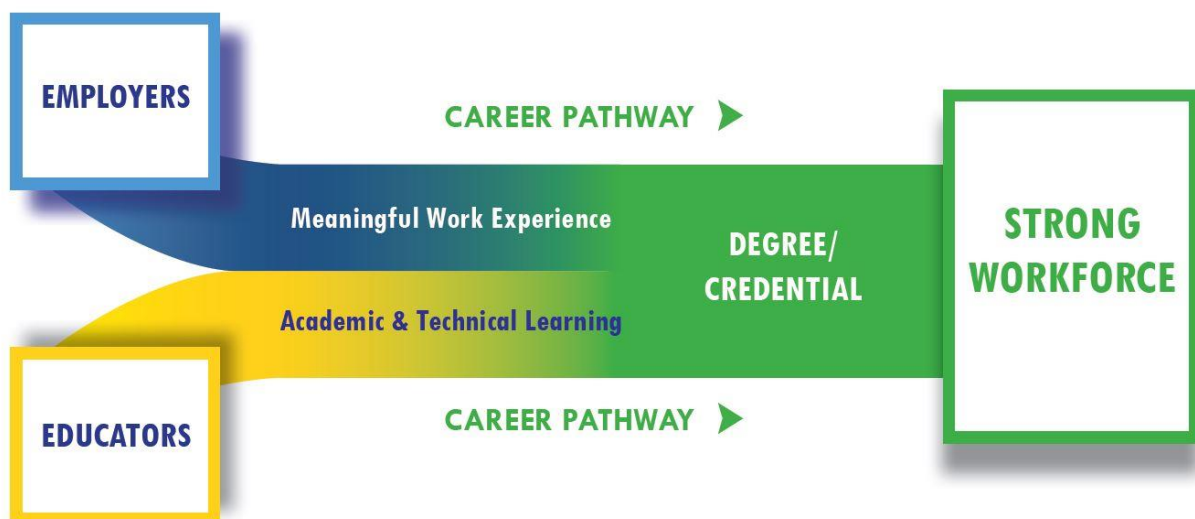 EMPLOYERS
CAREER PATHWAY
Meaningful Work Experience
DEGREE/
CREDENTIAL
STRONG
WORKFORCE
Academic & Technical Learning
CAREER PATHWAY
EDUCATORS